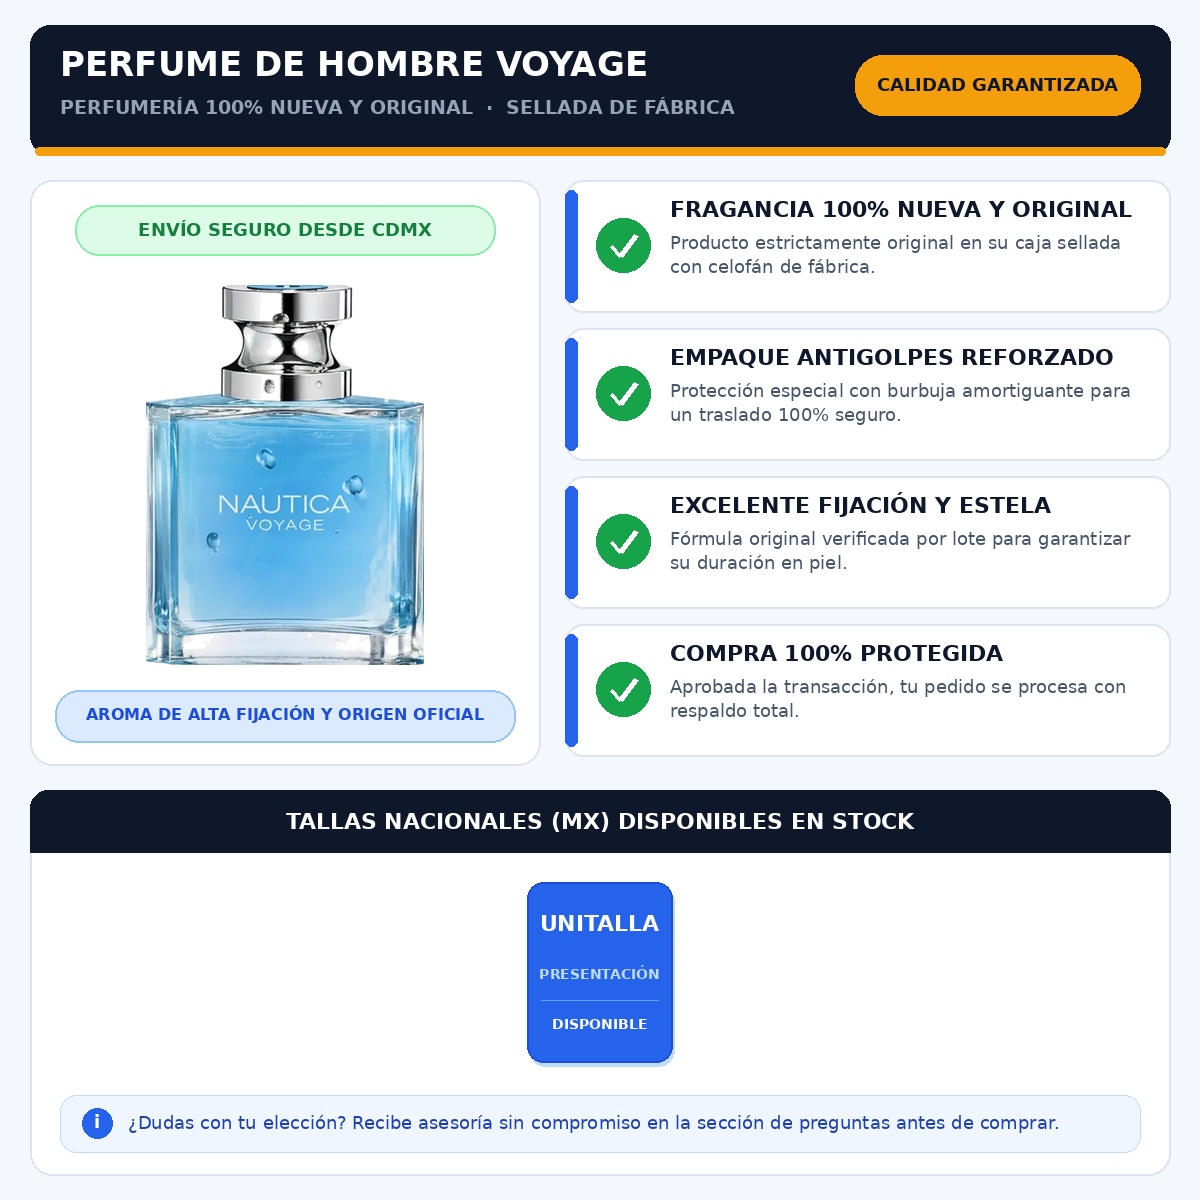 PERFUME DE HOMBRE VOYAGE
PERFUMERÍA 100% NUEVA Y ORIGINAL · SELLADA DE FÁBRICA
CALIDAD GARANTIZADA
ENVÍO SEGURO DESDE CDMX
NAUTICA
VOYAGE
AROMA DE ALTA FIJACIÓN Y ORIGEN OFICIAL
FRAGANCIA 100% NUEVA Y ORIGINAL
Producto estrictamente original en su caja sellada
con celofán de fábrica.
EMPAQUE ANTIGOLPES REFORZADO
Protección especial con burbuja amortiguante para
un traslado 100% seguro.
EXCELENTE FIJACIÓN Y ESTELA
Fórmula original verificada por lote para garantizar
su duración en piel.
COMPRA 100% PROTEGIDA
Aprobada la transacción, tu pedido se procesa con
respaldo total.
TALLAS NACIONALES (MX) DISPONIBLES EN STOCK
UNITALLA
PRESENTACIÓN
DISPONIBLE
i ¿Dudas con tu elección? Recibe asesoría sin compromiso en la sección de preguntas antes de comprar.